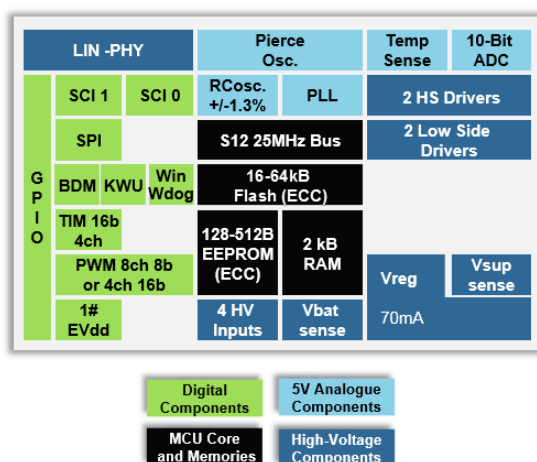 LIN -PHY
Pierce
Osc.
Temp
Sense
10-Bit
ADC
GPIO
SCI 1
SCI 0
RCosc.
+/-1.3%
PLL
2 HS Drivers
SPI
S12 25MHz Bus
2 Low Side
Drivers
BDM
KWU
Win
Wdog
16-64kB
Flash (ECC)
TIM 16b
4ch
128-512B
EEPROM
(ECC)
2 kB
RAM
PWM 8ch 8b
or 4ch 16b
Vreg
70mA
Vsup
sense
1#
EVdd
4 HV
Inputs
Vbat
sense
Digital
Components
5V Analogue
Components
MCU Core
and Memories
High-Voltage
Components